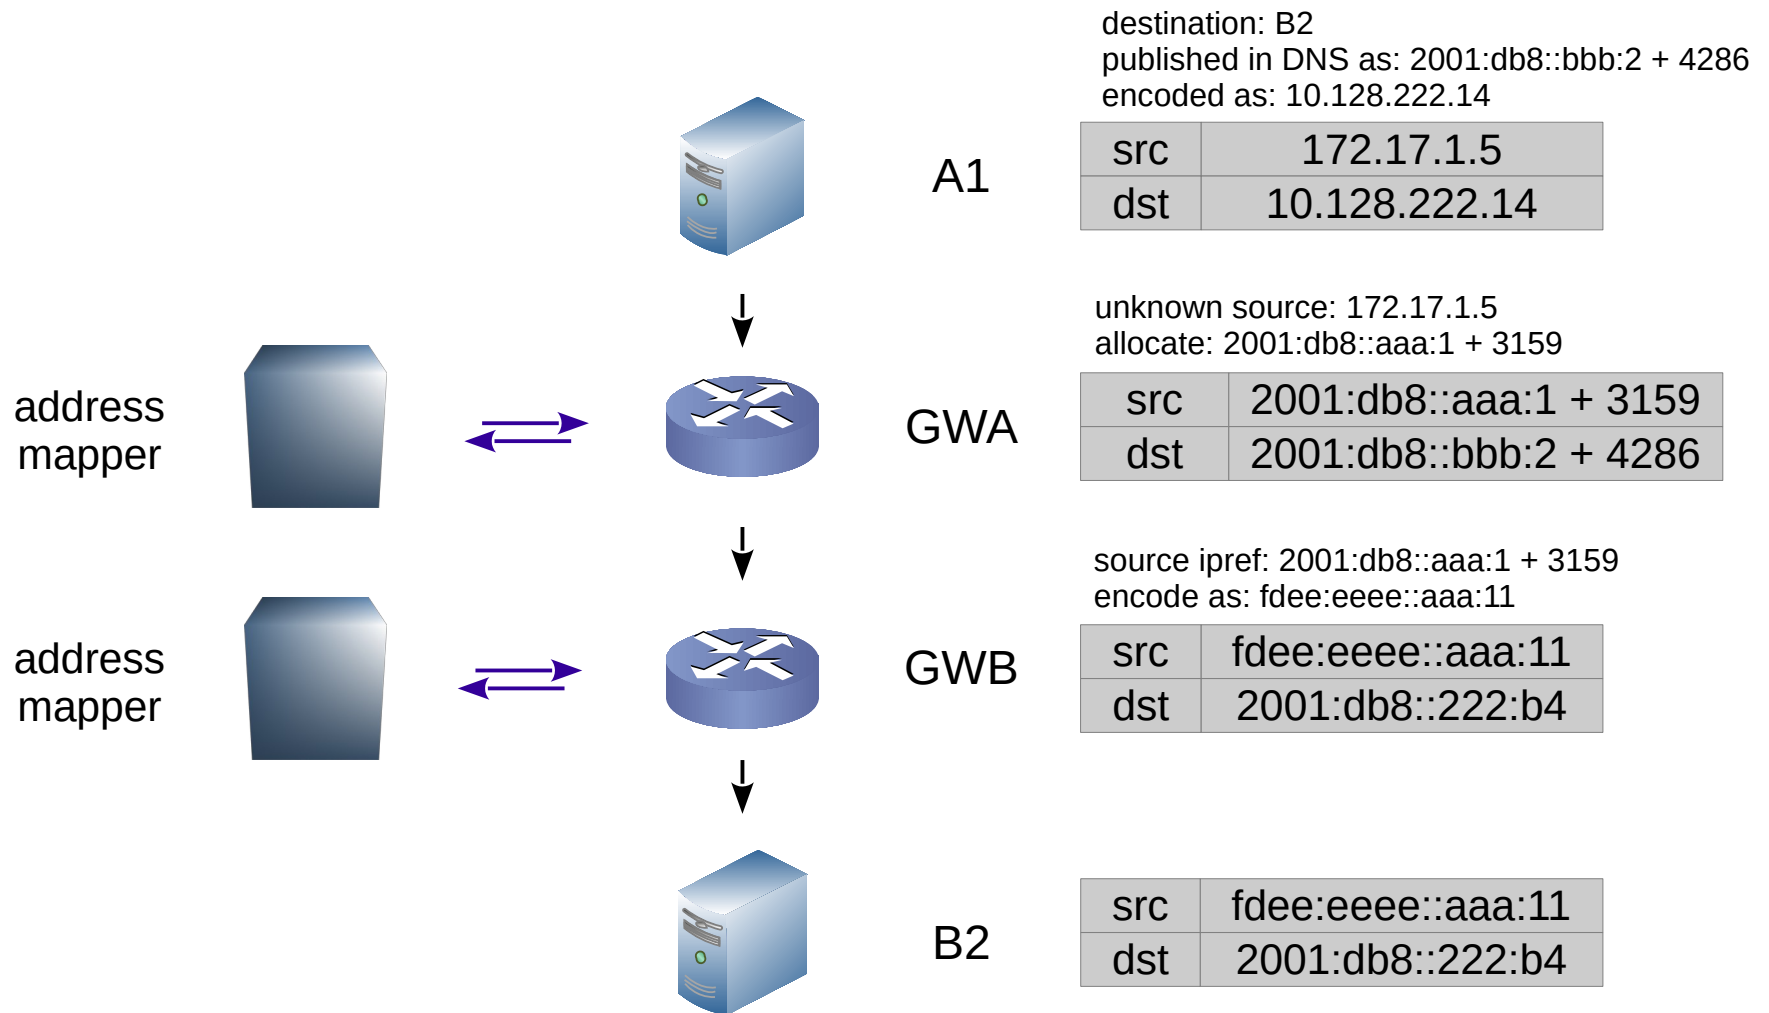 destination: B2
published in DNS as: 2001:db8::bbb:2 + 4286
encoded as: 10.128.222.14
A1
src 172.17.1.5
dst 10.128.222.14
unknown source: 172.17.1.5
allocate: 2001:db8::aaa:1 + 3159
address
mapper
GWA
src 2001:db8::aaa:1 + 3159
dst 2001:db8::bbb:2 + 4286
source ipref: 2001:db8::aaa:1 + 3159
encode as: fdee:eeee::aaa:11
address
mapper
GWB
src fdee:eeee::aaa:11
dst 2001:db8::222:b4
B2
src fdee:eeee::aaa:11
dst 2001:db8::222:b4